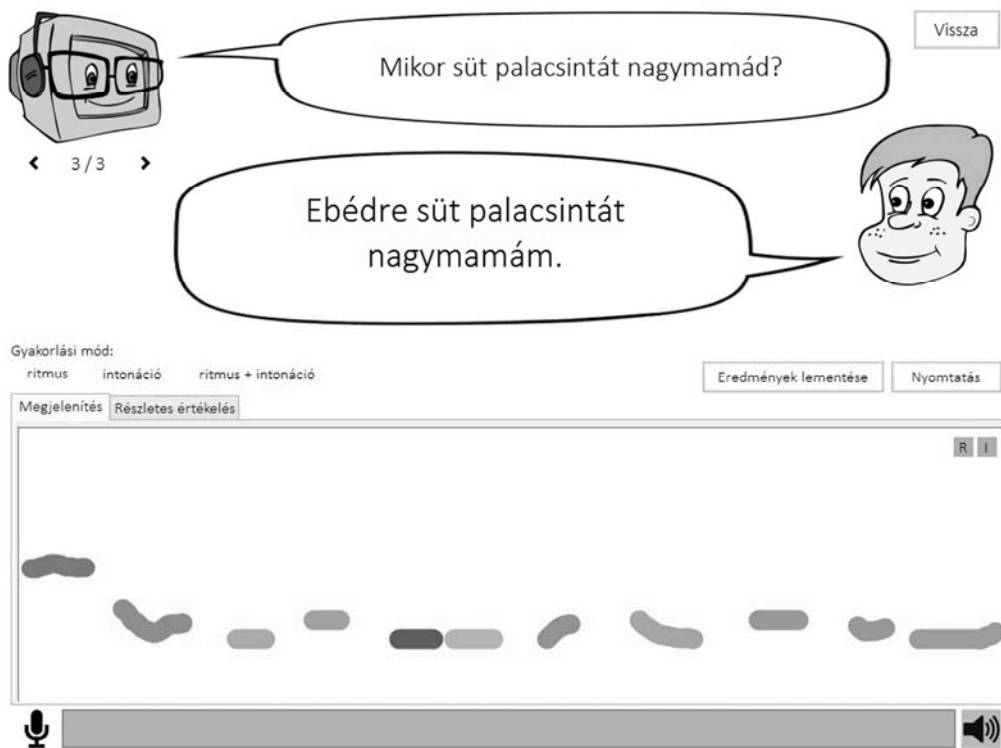 Vissza
Mikor süt palacsintát nagymamád?
3 / 3
Ebédre süt palacsintát
nagymamám.
Gyakorlási mód:
ritmus intonáció ritmus + intonáció
Eredmények lementése Nyomtatás
Megjelenítés Részletes értékelés
R I